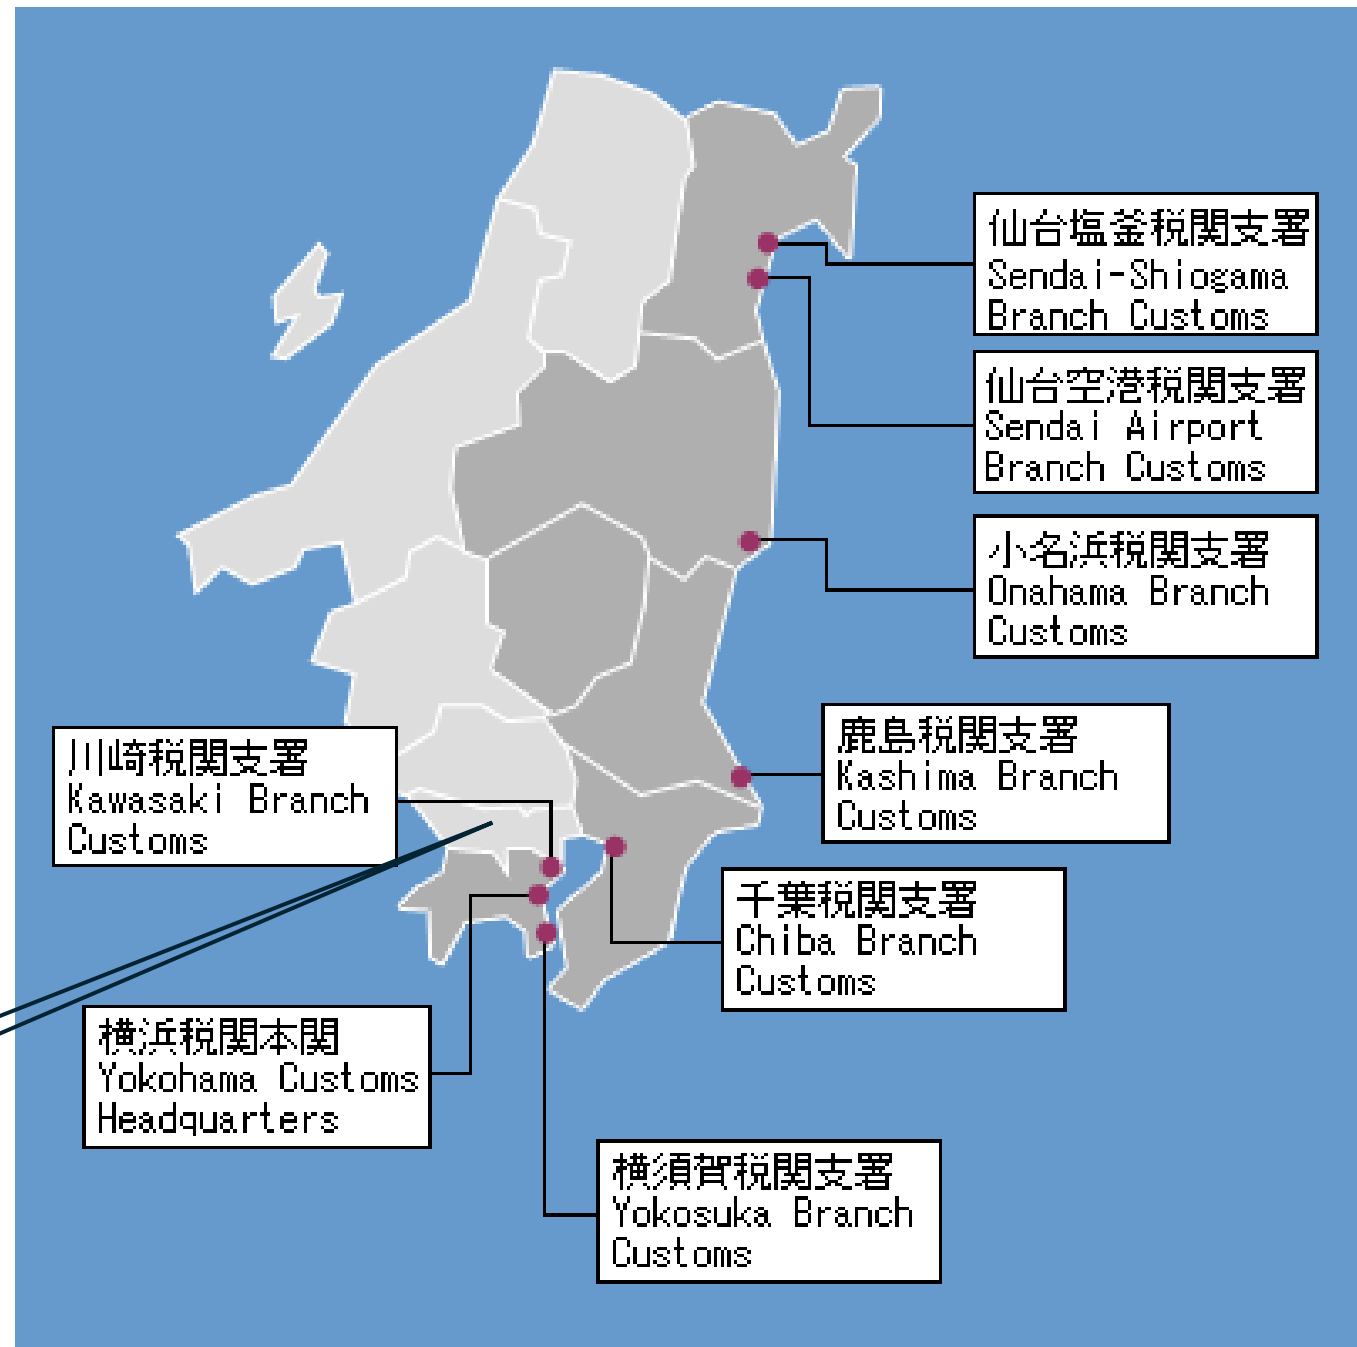 仙台塩釜税関支署
Sendai-Shiogama
Branch Customs
仙台空港税関支署
Sendai Airport
Branch Customs
小名浜税関支署
Onahama Branch
Customs
鹿島税関支署
Kashima Branch
Customs
川崎税関支署
Kawasaki Branch
Customs
千葉税関支署
Chiba Branch
Customs
横浜税関本関
Yokohama Customs
Headquarters
横須賀税関支署
Yokosuka Branch
Customs